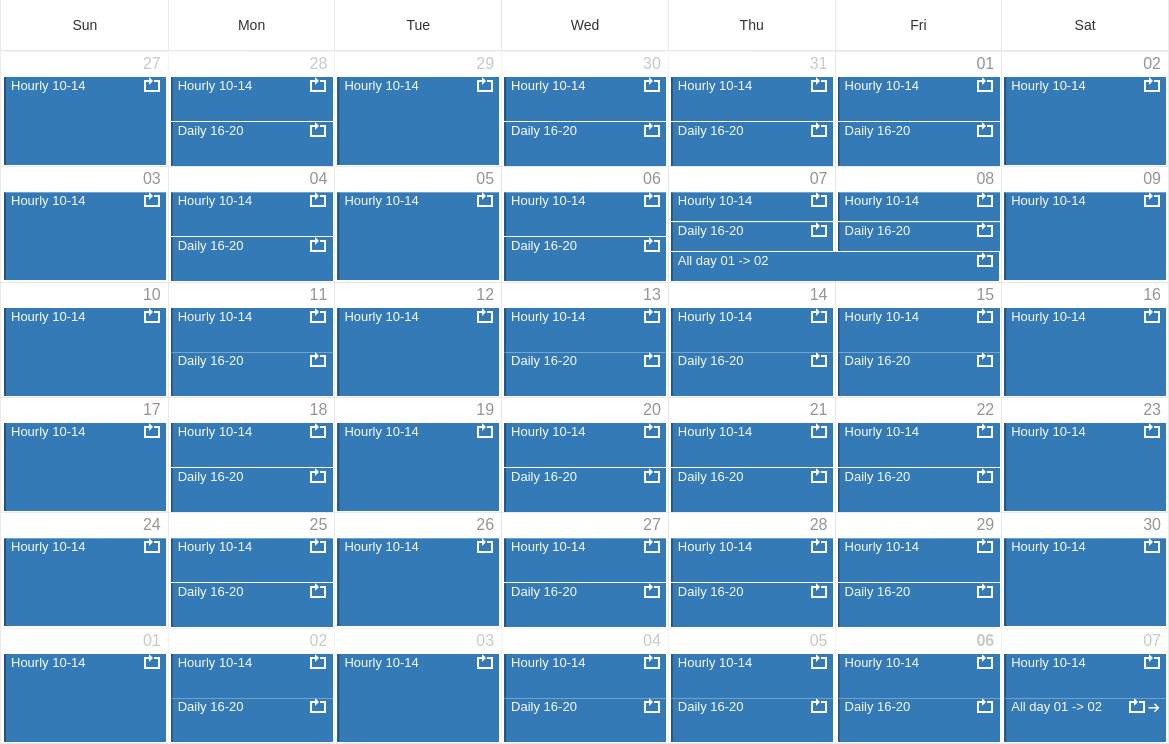 Sun Mon Tue Wed Thu Fri Sat
27 28 29 30 31 01 02
Hourly 10-14 Hourly 10-14 Hourly 10-14 Hourly 10-14 Hourly 10-14 Hourly 10-14 Hourly 10-14
Daily 16-20 Daily 16-20 Daily 16-20 Daily 16-20
03 04 05 06 07 08 09
Hourly 10-14 Hourly 10-14 Hourly 10-14 Hourly 10-14 Hourly 10-14 Hourly 10-14 Hourly 10-14
Daily 16-20 Daily 16-20 Daily 16-20 Daily 16-20
All day 01 -> 02
10 11 12 13 14 15 16
Hourly 10-14 Hourly 10-14 Hourly 10-14 Hourly 10-14 Hourly 10-14 Hourly 10-14 Hourly 10-14
Daily 16-20 Daily 16-20 Daily 16-20 Daily 16-20
17 18 19 20 21 22 23
Hourly 10-14 Hourly 10-14 Hourly 10-14 Hourly 10-14 Hourly 10-14 Hourly 10-14 Hourly 10-14
Daily 16-20 Daily 16-20 Daily 16-20 Daily 16-20
24 25 26 27 28 29 30
Hourly 10-14 Hourly 10-14 Hourly 10-14 Hourly 10-14 Hourly 10-14 Hourly 10-14 Hourly 10-14
Daily 16-20 Daily 16-20 Daily 16-20 Daily 16-20
01 02 03 04 05 06 07
Hourly 10-14 Hourly 10-14 Hourly 10-14 Hourly 10-14 Hourly 10-14 Hourly 10-14 Hourly 10-14
Daily 16-20 Daily 16-20 Daily 16-20 Daily 16-20 All day 01 -> 02